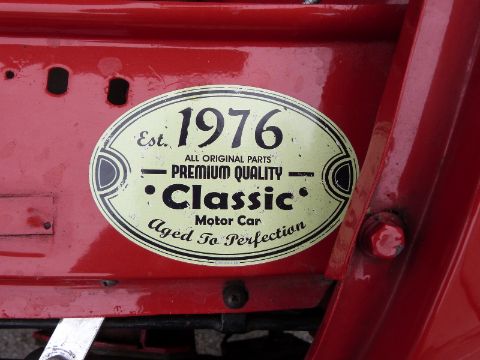 Est. 1976
ALL ORIGINAL PARTS
PREMIUM QUALITY
Classic
Motor Car
Aged To Perfection